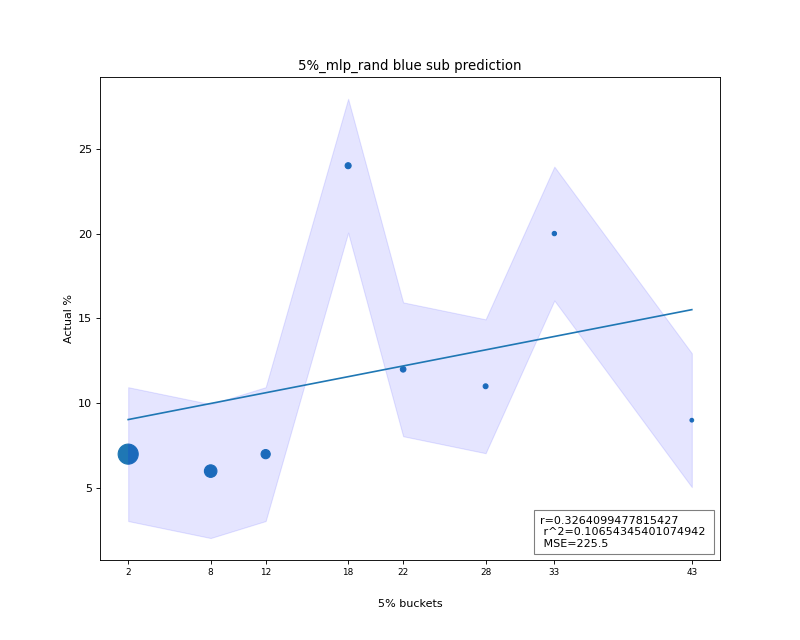 5%_mlp_rand blue sub prediction
Actual %
25
20
15
10
5
r=0.3264099477815427
r^2=0.10654345401074942
MSE=225.5
2 8 12 18 22 28 33 43
5% buckets